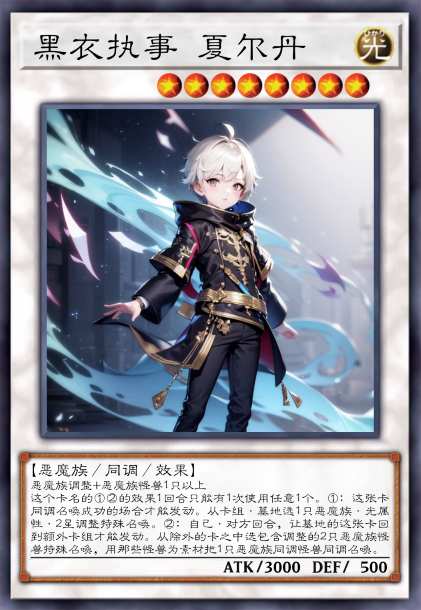 黑衣执事 夏尔丹
光
ひかり
【恶魔族／同调／效果】
恶魔族调整+恶魔族怪兽1只以上
这个卡名的①②的效果1回合只能有1次使用任意1个。①：这张卡
同调召唤成功的场合才能发动。从卡组·墓地选1只恶魔族·光属
性·2星调整特殊召唤。②：自己·对方回合，让墓地的这张卡回
到额外卡组才能发动。从除外的卡之中选包含调整的2只恶魔族怪
兽特殊召唤，用那些怪兽为素材把1只恶魔族同调怪兽同调召唤。
ATK/3000 DEF/ 500